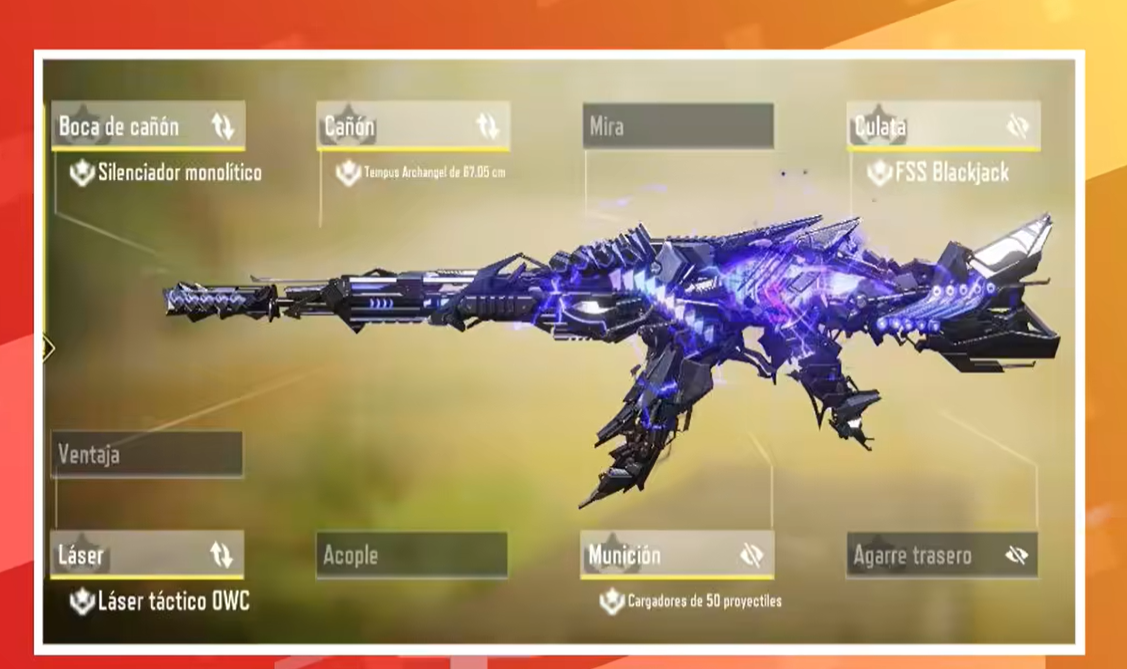 Boca de cañón
Silenciador monolítico
Cañón
Tempus Archangel de 67.05 cm
Mira
Culata
FSS Blackjack
Ventaja
Láser
Láser táctico OWC
Acople
Munición
Cargadores de 50 proyectiles
Agarre trasero